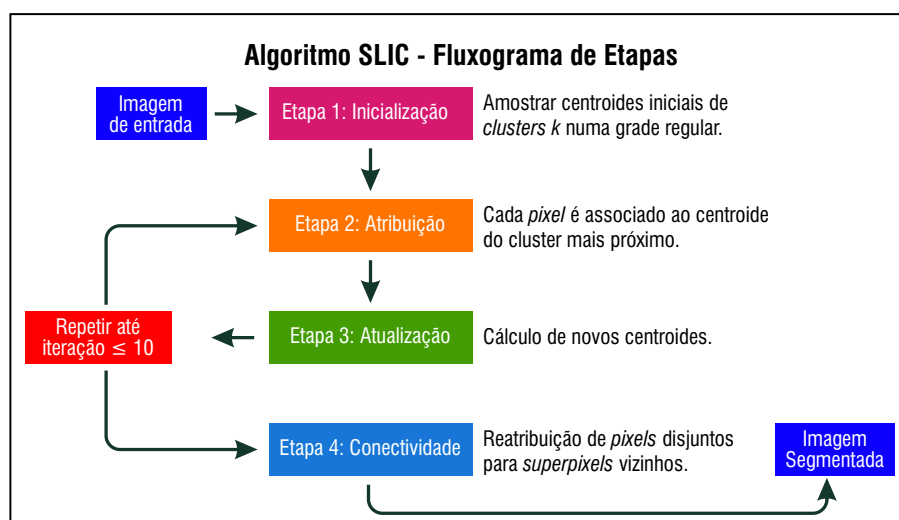 Algoritmo SLIC - Fluxograma de Etapas
Imagem
de entrada
Etapa 1: Inicialização
Amostrar centroides iniciais de
clusters k numa grade regular.
Etapa 2: Atribuição
Cada pixel é associado ao centroide
do cluster mais próximo.
Repetir até
iteração ≤ 10
Etapa 3: Atualização
Cálculo de novos centroides.
Etapa 4: Conectividade
Reatribuição de pixels disjuntos
para superpixels vizinhos.
Imagem
Segmentada